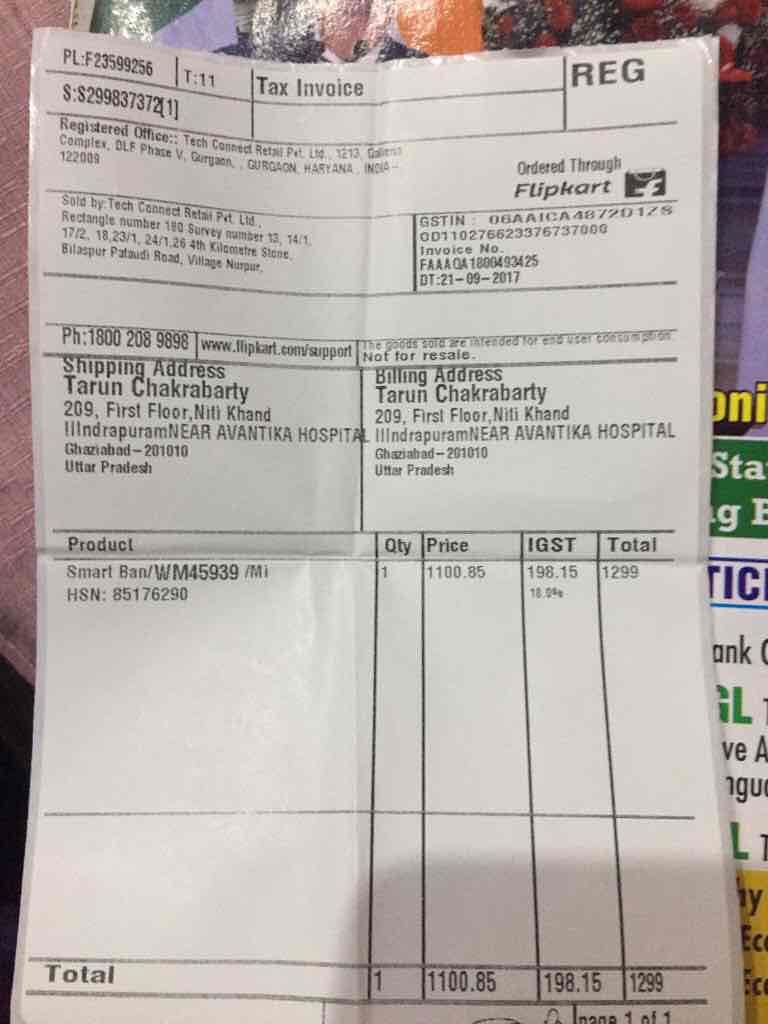 PL:F23599256
T:11
Tax Invoice
REG
S:S299837372[1]
Registered Office:: Tech Connect Retail Pvt. Ltd., 1213, Galleria
Complex, DLF Phase V, Gurgaon, , GURGAON, HARYANA , INDIA -
122009
Ordered Through
Flipkart
Sold by:Tech Connect Retail Pvt. Ltd.,
Rectangle number 180 Survey number 13, 14/1,
17/2, 18,23/1, 24/1,26 4th Kilometre Stone,
Bilaspur Pataudi Road, Village Nurpur,
GSTIN : 06AAICA4872D1ZS
OD110276623376737000
Invoice No.
FAAAQA1800493425
DT:21-09-2017
Ph:1800 208 9898
www.flipkart.com/support
The goods sold are intended for end user consumption.
Not for resale.
Shipping Address
Tarun Chakrabarty
209, First Floor,Niti Khand
IIIndrapuramNEAR AVANTIKA HOSPITAL
Ghaziabad-201010
Uttar Pradesh
Billing Address
Tarun Chakrabarty
209, First Floor,Niti Khand
IIIndrapuramNEAR AVANTIKA HOSPITAL
Ghaziabad-201010
Uttar Pradesh
Product Qty Price IGST Total
Smart Ban/WM45939 /Mi 1 1100.85 198.15 1299
HSN: 85176290 18.0%
Total 1 1100.85 198.15 1299
page 1 of 1